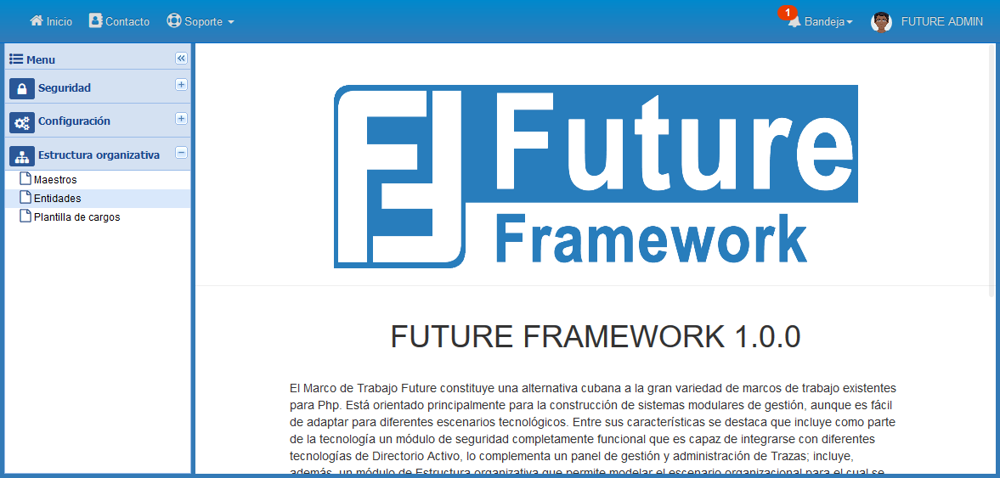 Inicio Contacto Soporte 1 Bandeja FUTURE ADMIN
Menu
Seguridad
Configuración
Estructura organizativa
Maestros
Entidades
Plantilla de cargos
Future
Framework
FUTURE FRAMEWORK 1.0.0
El Marco de Trabajo Future constituye una alternativa cubana a la gran variedad de marcos de trabajo existentes
para Php. Está orientado principalmente para la construcción de sistemas modulares de gestión, aunque es fácil
de adaptar para diferentes escenarios tecnológicos. Entre sus características se destaca que incluye como parte
de la tecnología un módulo de seguridad completamente funcional que es capaz de integrarse con diferentes
tecnologías de Directorio Activo, lo complementa un panel de gestión y administración de Trazas; incluye,
además, un módulo de Estructura organizativa que permite modelar el escenario organizacional para el cual se